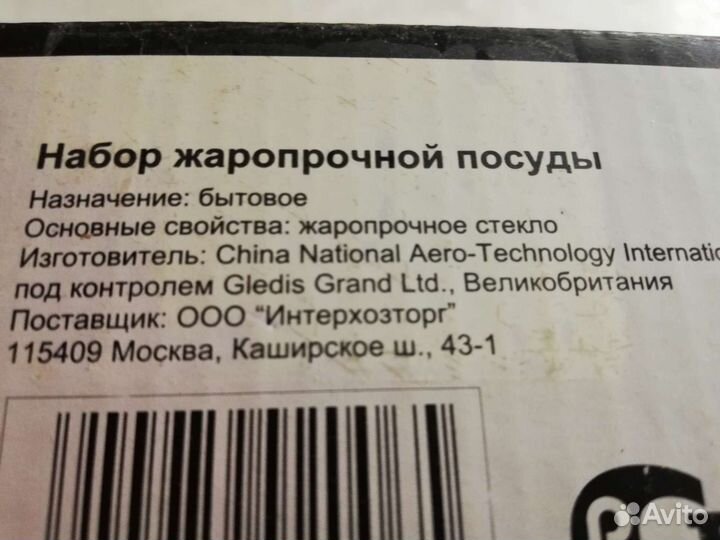 Набор жаропрочной посуды
Назначение: бытовое
Основные свойства: жаропрочное стекло
Изготовитель: China National Aero-Technology Internatio
под контролем Gledis Grand Ltd., Великобритания
Поставщик: ООО "Интерхозторг"
115409 Москва, Каширское ш., 43-1
Avito